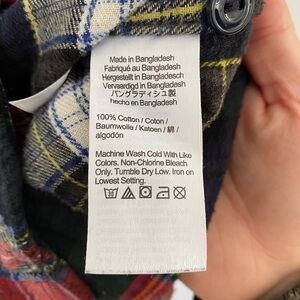 Made in Bangladesh
Fabriqué au Bangladesh
Hergestellt in Bangladesh
Vervaardigd in Bangladesh
バングラディシュ製
hecho en Bangladesh
100% Cotton / Coton /
Baumwolle / Katoen / 綿 /
algodón
Machine Wash Cold With Like
Colors. Non-Chlorine Bleach
Only. Tumble Dry Low. Iron on
Lowest Setting.